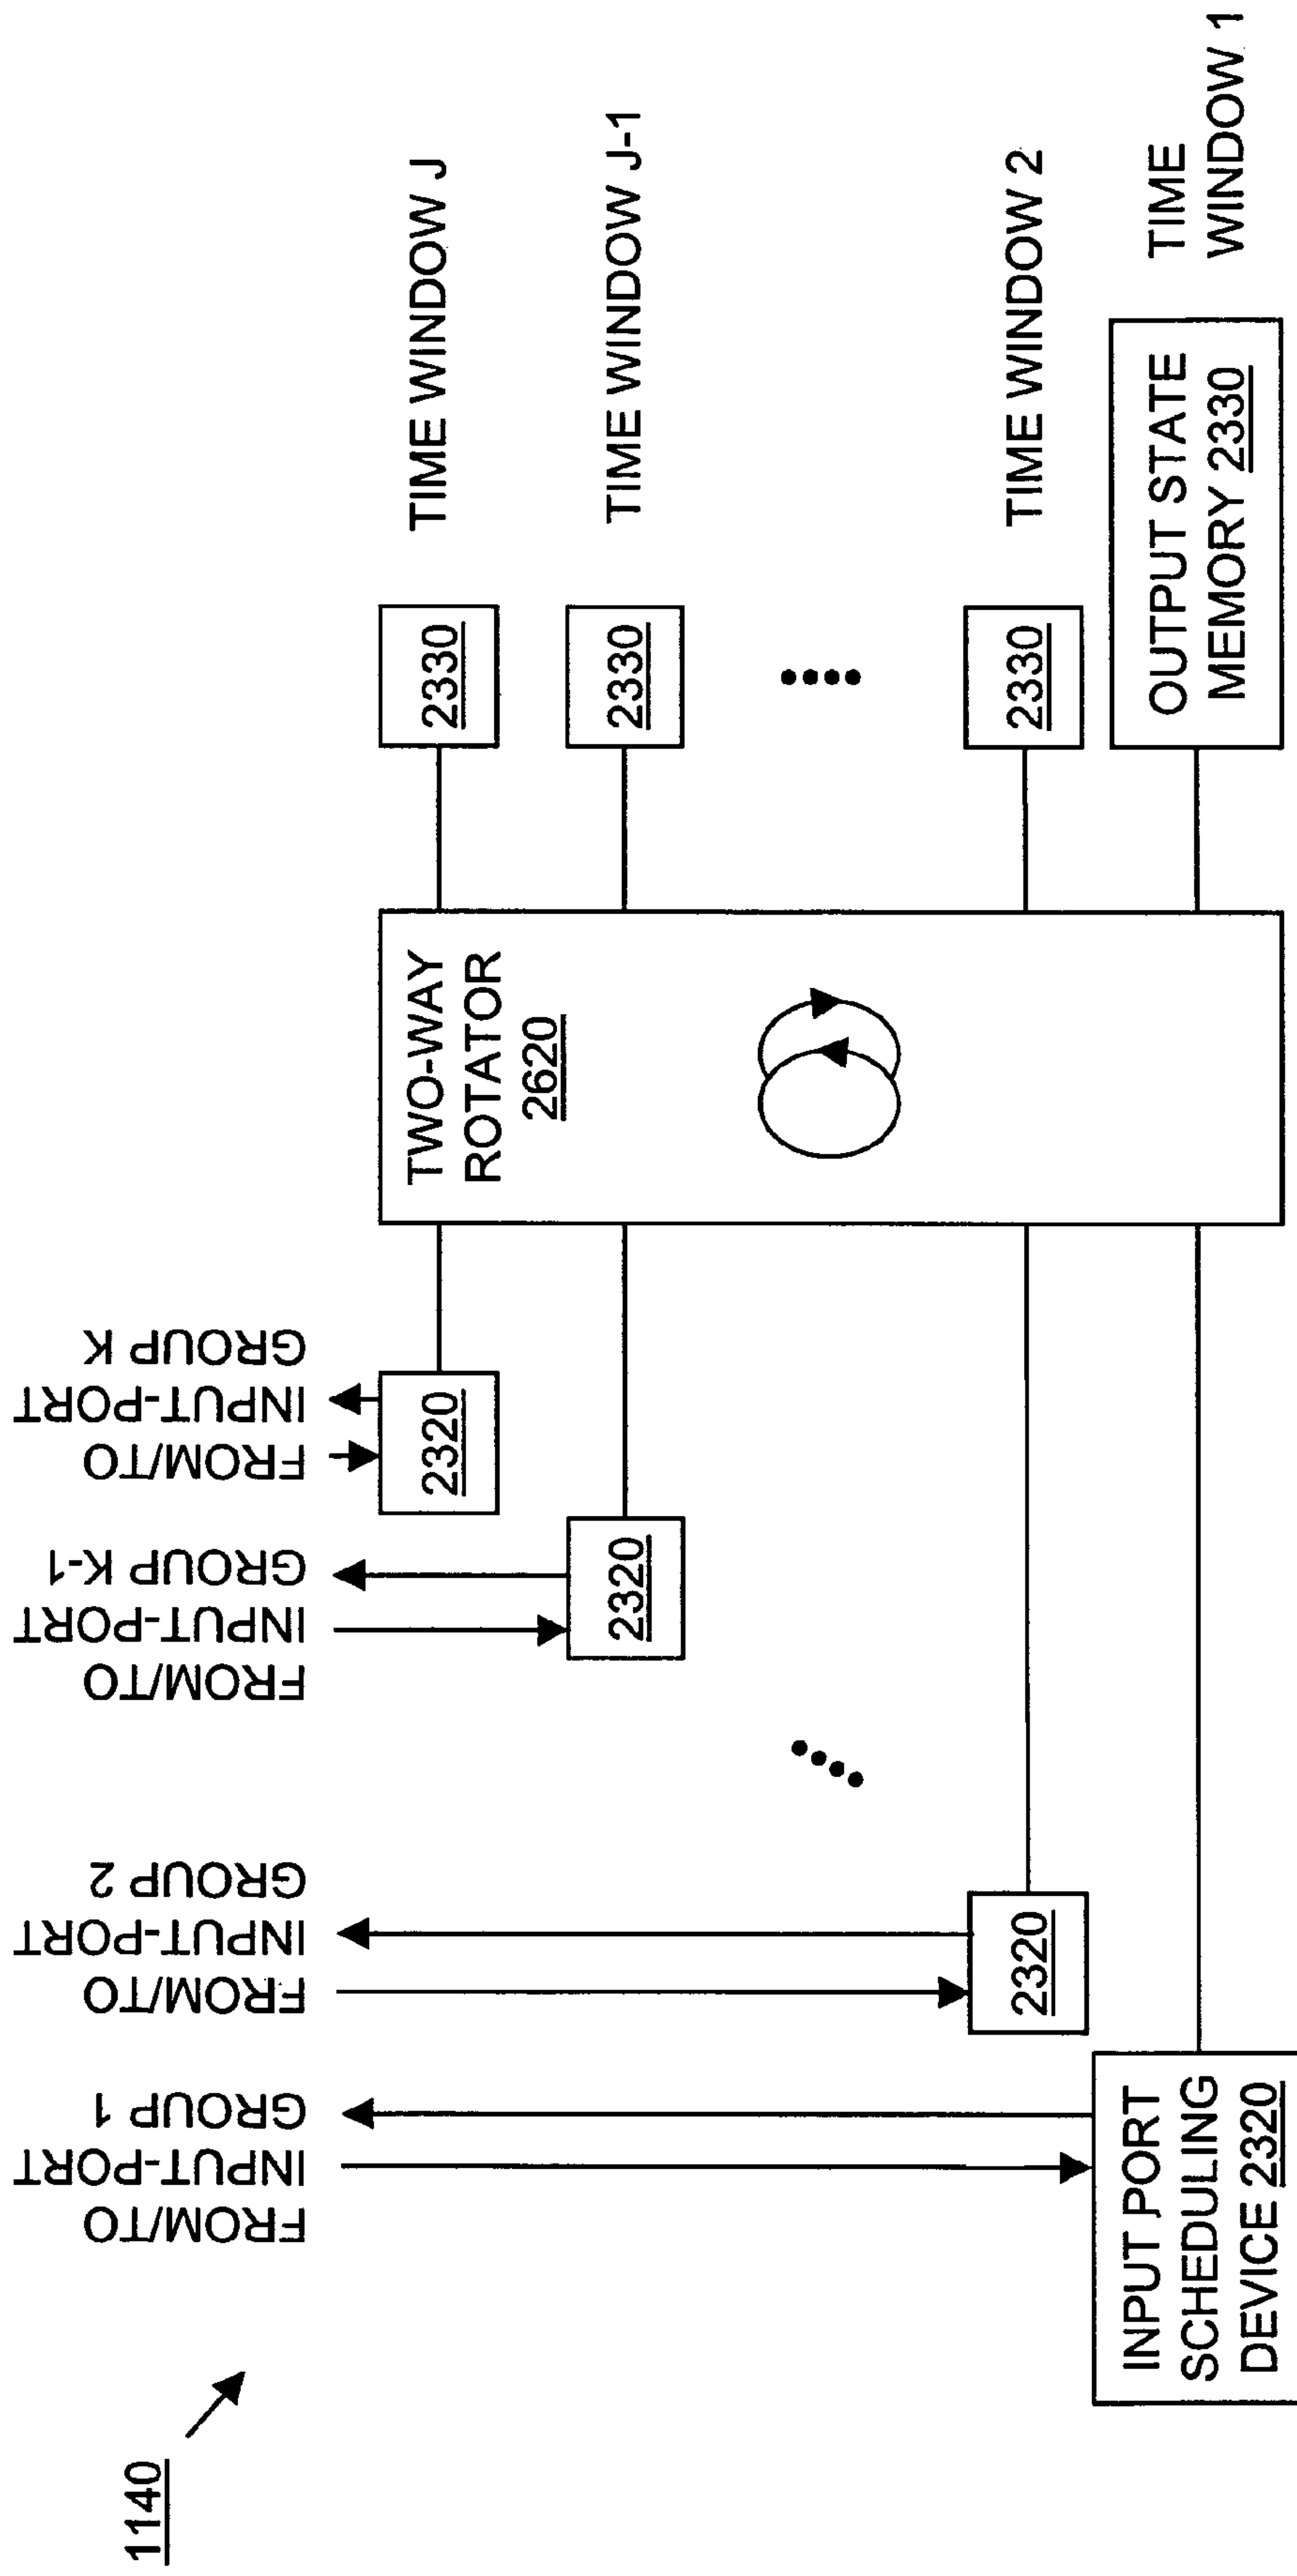 1140
FROM/TO
INPUT-PORT
GROUP 1
FROM/TO
INPUT-PORT
GROUP 2
FROM/TO
INPUT-PORT
GROUP K-1
FROM/TO
INPUT-PORT
GROUP K
INPUT PORT
SCHEDULING
DEVICE 2320
2320
2320
2320
TWO-WAY
ROTATOR
2620
2330
TIME WINDOW J
2330
TIME WINDOW J-1
2330
TIME WINDOW 2
OUTPUT STATE
MEMORY 2330
TIME
WINDOW 1